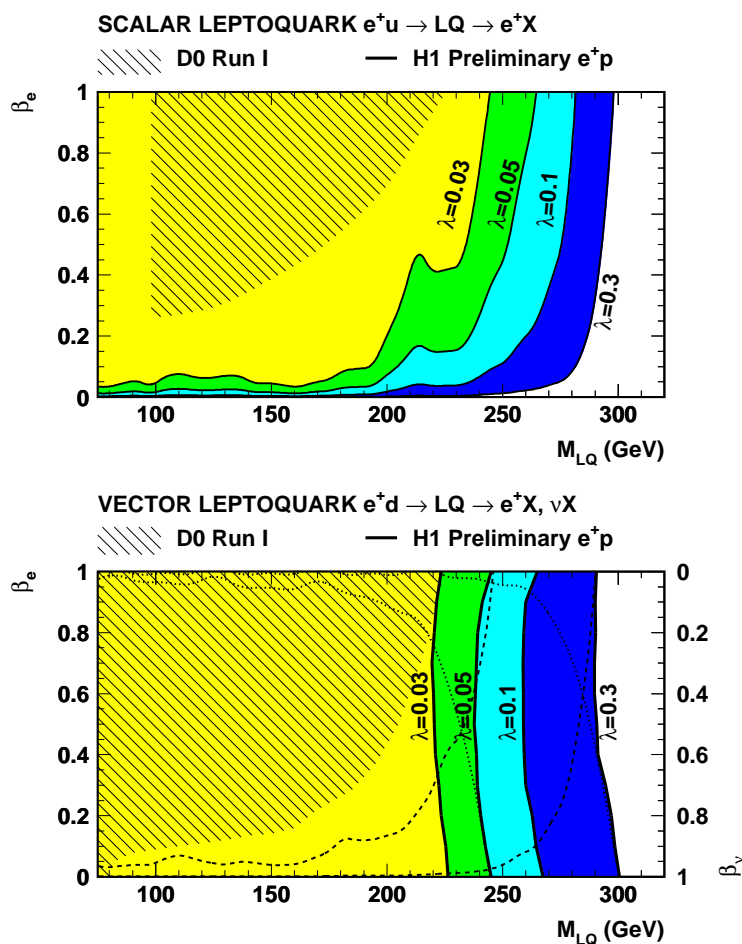 SCALAR LEPTOQUARK e⁺u → LQ → e⁺X
D0 Run I   H1 Preliminary e⁺p
βₑ
1
0.8
0.6
0.4
0.2
0
λ=0.03
λ=0.05
λ=0.1
λ=0.3
100 150 200 250 300
M_LQ (GeV)
VECTOR LEPTOQUARK e⁺d → LQ → e⁺X, νX
D0 Run I   H1 Preliminary e⁺p
βₑ
1 0
0.8 0.2
0.6 0.4
0.4 0.6
0.2 0.8
0 1
λ=0.03
λ=0.05
λ=0.1
λ=0.3
β_ν
100 150 200 250 300
M_LQ (GeV)